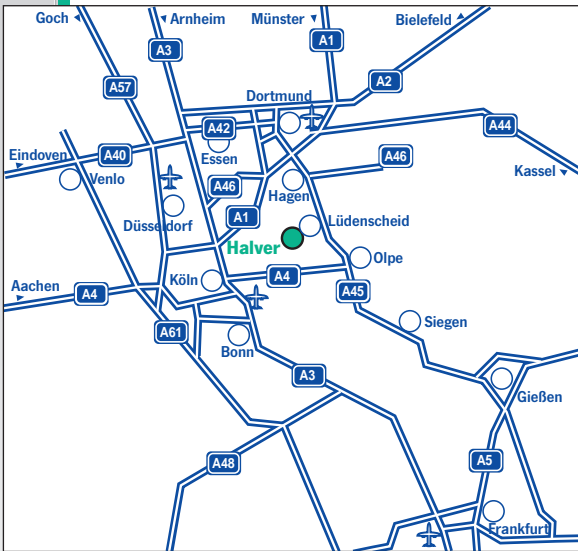 Goch
Arnheim
Münster
Bielefeld
A3
A1
A2
A57
Dortmund
A42
A44
Eindoven
A40
Essen
A46
Kassel
Venlo
A46
Hagen
Düsseldorf
A1
Lüdenscheid
Halver
Olpe
Köln
A4
Aachen
A4
A45
A61
Siegen
Bonn
A3
Gießen
A48
A5
Frankfurt